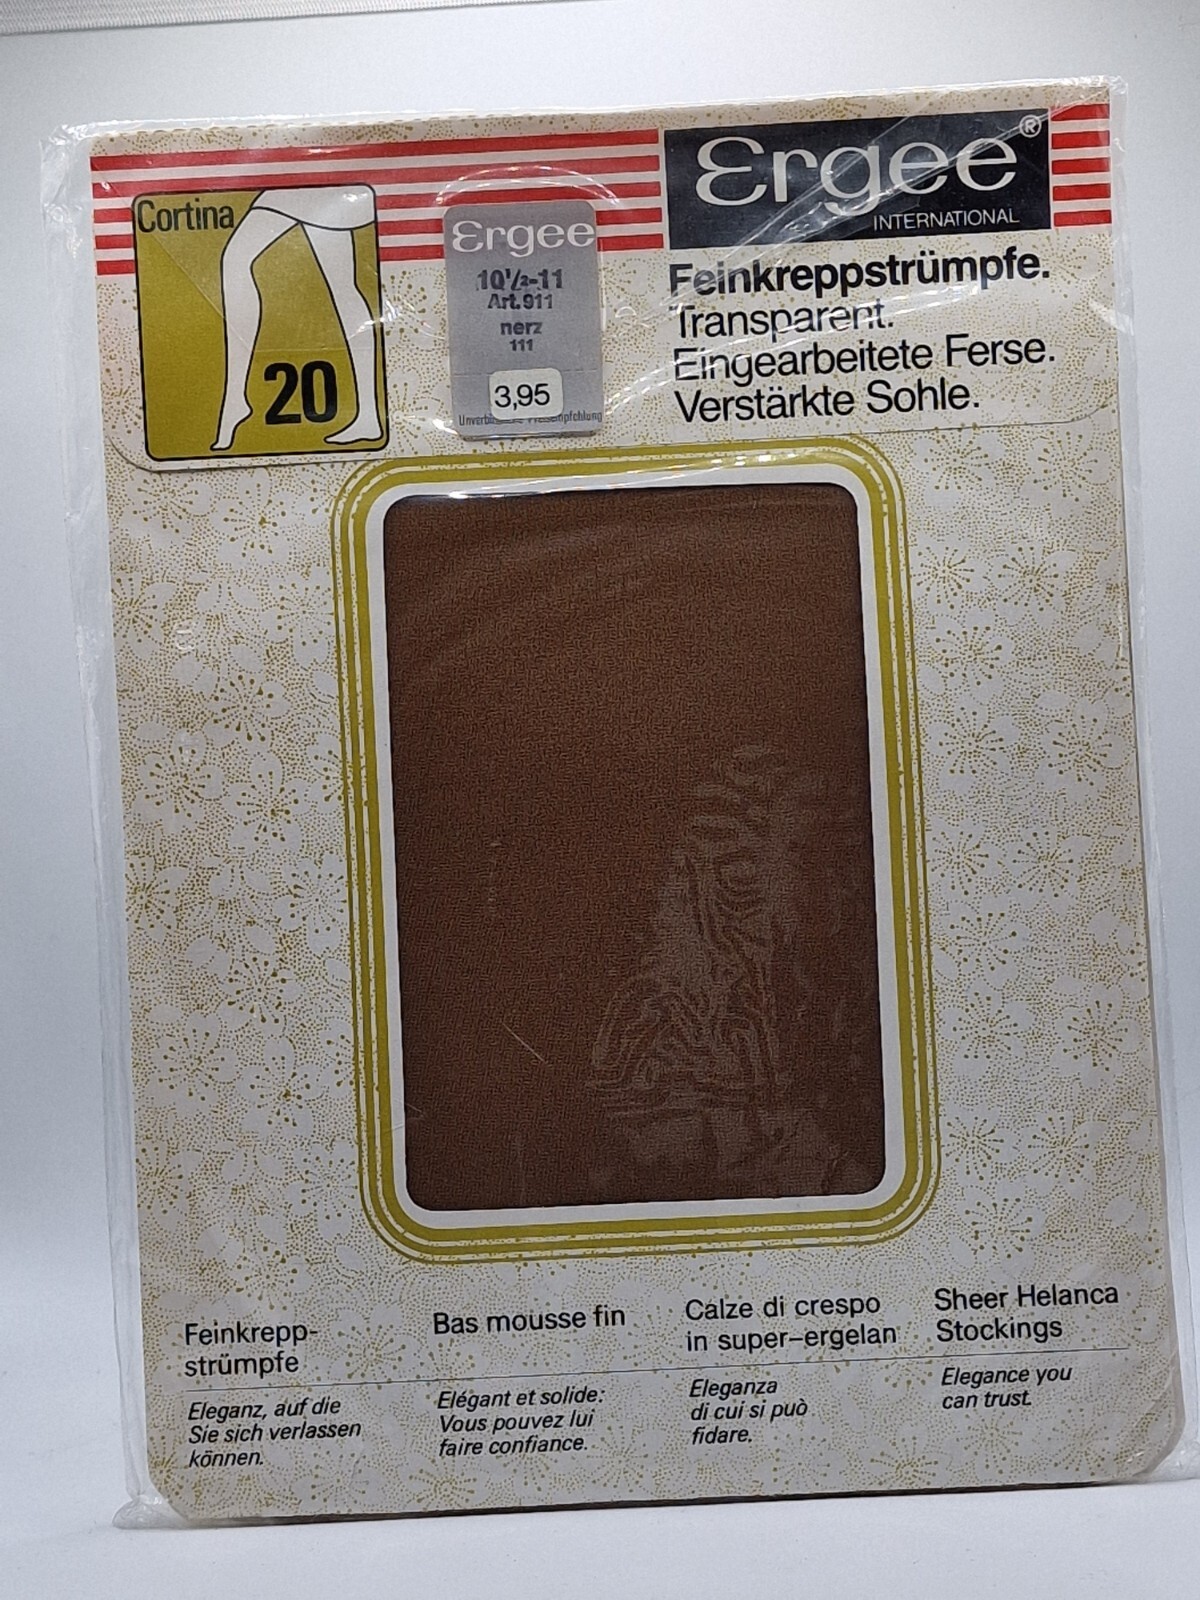 Cortina
20
Ergee
10½-11
Art. 911
nerz
111
3,95
Ergee®
INTERNATIONAL
Feinkreppstrümpfe.
Transparent.
Eingearbeitete Ferse.
Verstärkte Sohle.
Feinkrepp-
strümpfe
Eleganz, auf die
Sie sich verlassen
können.
Bas mousse fin
Elégant et solide:
Vous pouvez lui
faire confiance.
Calze di crespo
in super-ergelan
Eleganza
di cui si può
fidare.
Sheer Helanca
Stockings
Elegance you
can trust.